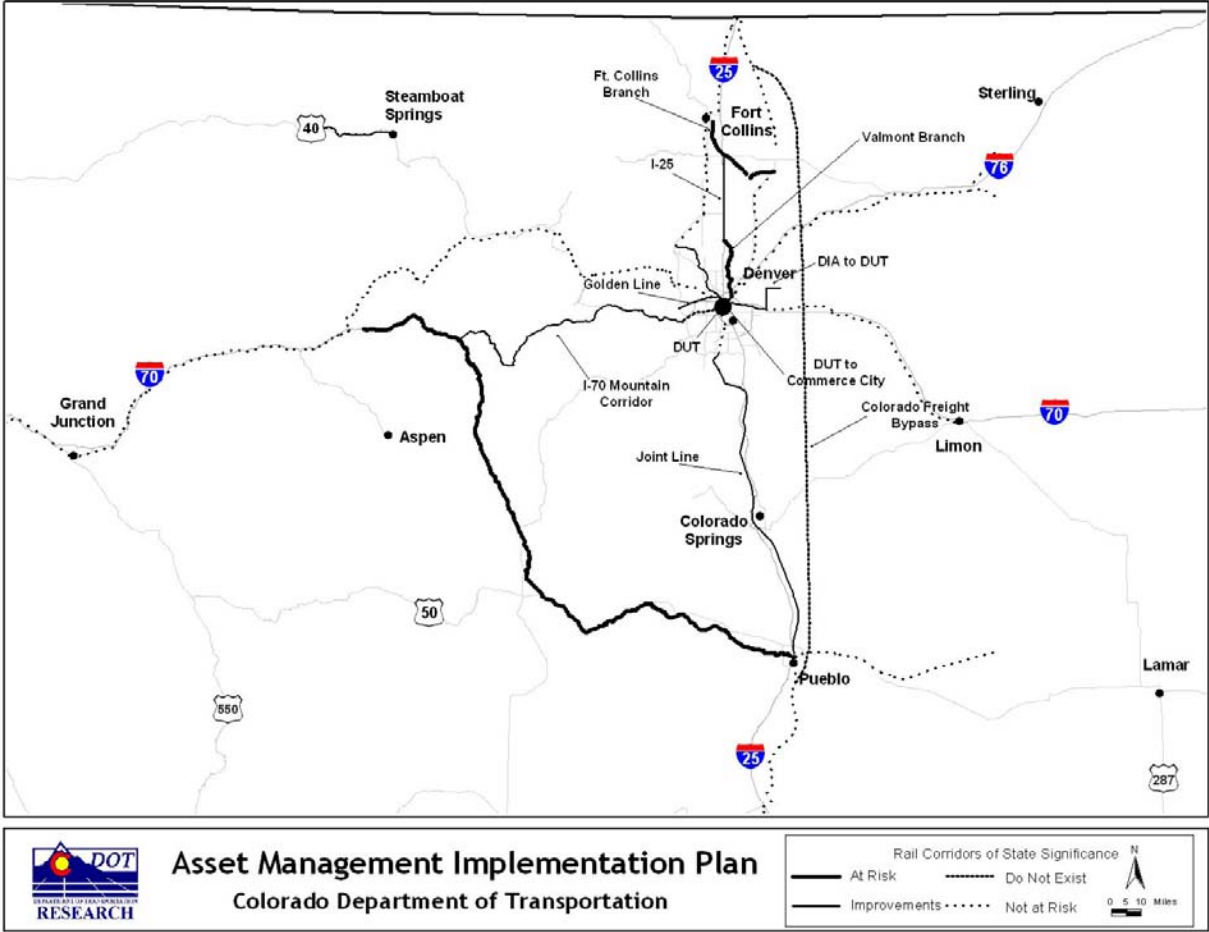 25
Ft. Collins
Branch
Fort
Collins
Sterling
Steamboat
Springs
40
Valmont Branch
I-25
76
Denver
DIA to DUT
Golden Line
DUT
DUT to
Commerce City
70
I-70 Mountain
Corridor
Colorado Freight
Bypass
70
Grand
Junction
Aspen
Limon
Joint Line
Colorado
Springs
50
Pueblo
Lamar
550
25
287
DOT
DEPARTMENT OF TRANSPORTATION
RESEARCH
Asset Management Implementation Plan
Colorado Department of Transportation
Rail Corridors of State Significance
N
At Risk
Do Not Exist
Improvements
Not at Risk
0 5 10 Miles